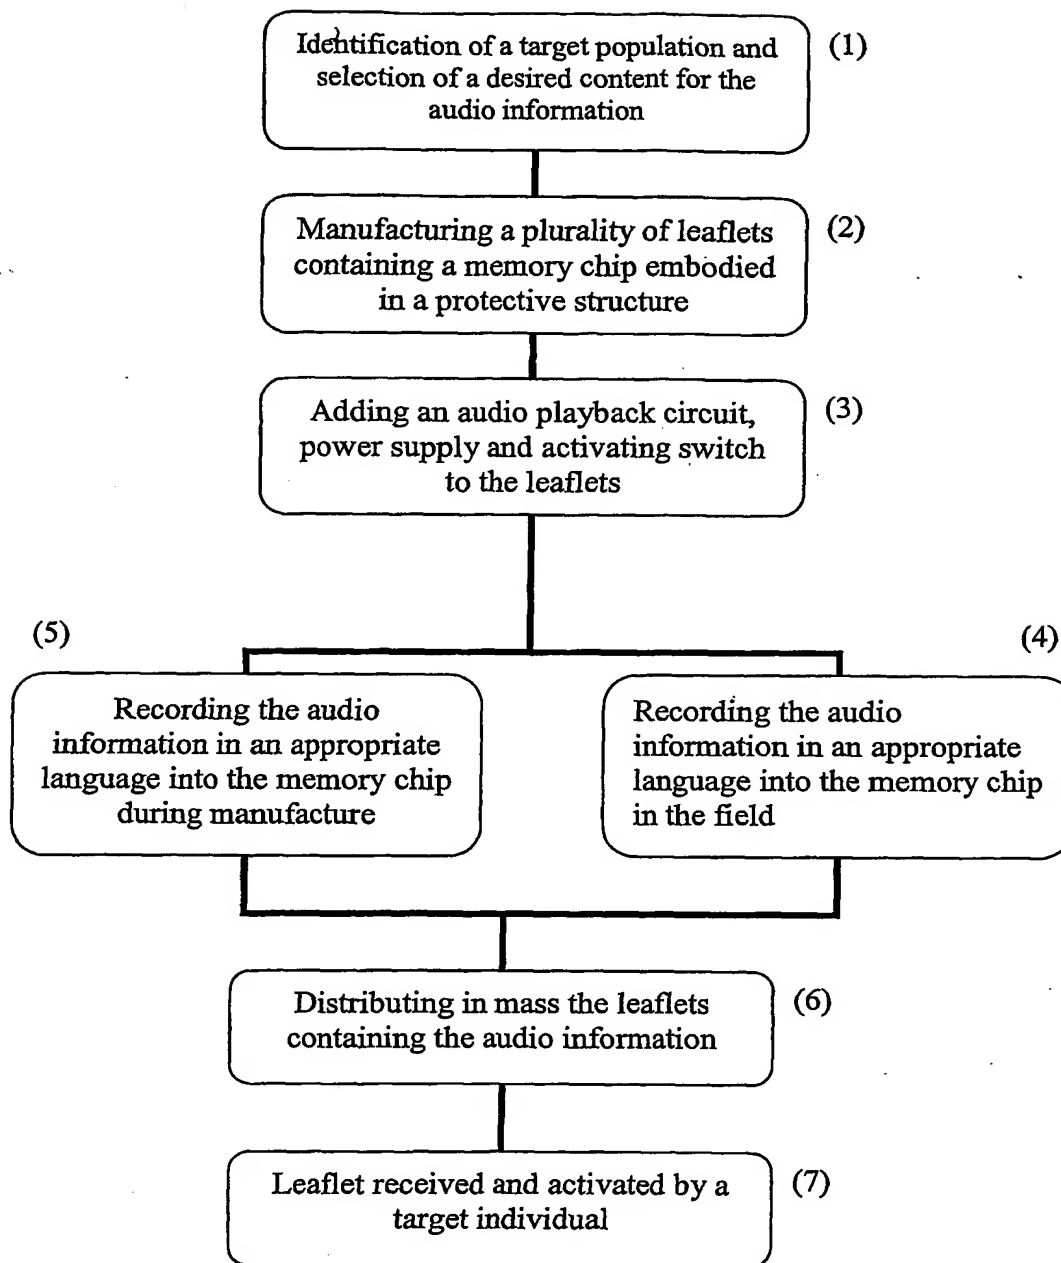 Identification of a target population and (1)
selection of a desired content for the
audio information
Manufacturing a plurality of leaflets (2)
containing a memory chip embodied
in a protective structure
Adding an audio playback circuit, (3)
power supply and activating switch
to the leaflets
(5)
Recording the audio
information in an appropriate
language into the memory chip
during manufacture
(4)
Recording the audio
information in an appropriate
language into the memory chip
in the field
Distributing in mass the leaflets (6)
containing the audio information
Leaflet received and activated by a (7)
target individual